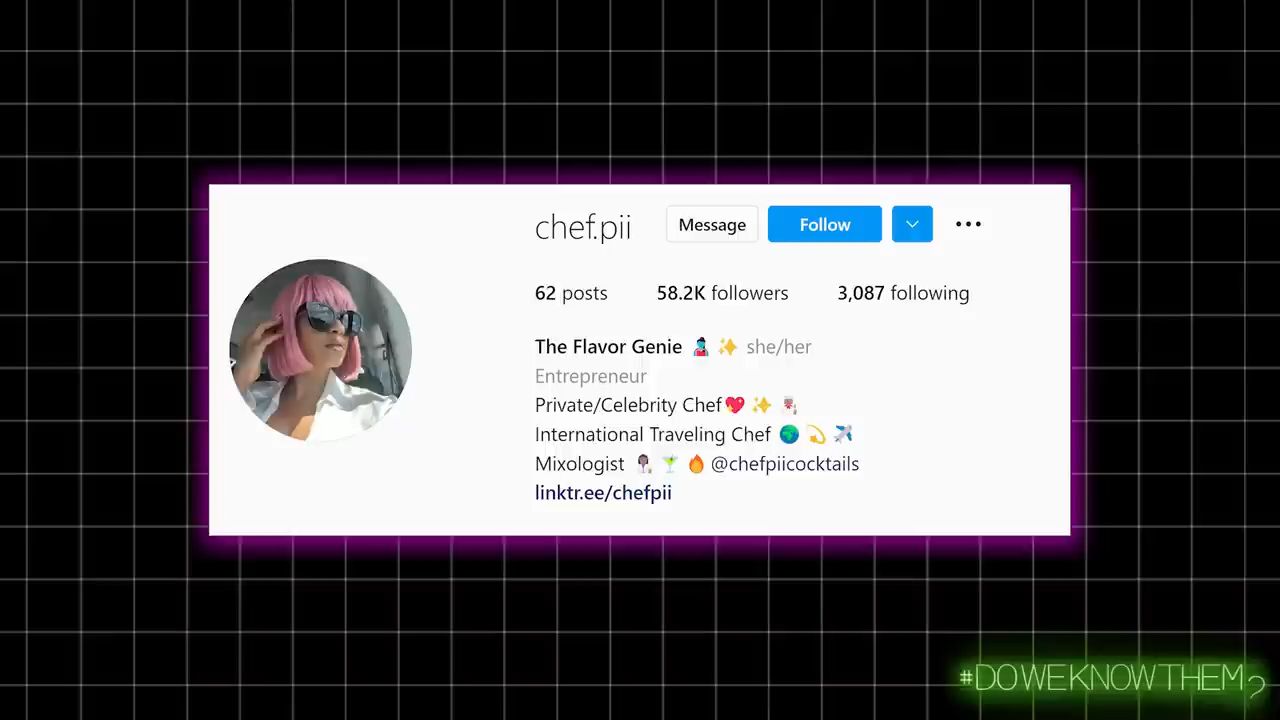 chef.pii Message Follow
62 posts 58.2K followers 3,087 following
The Flavor Genie 🧞‍♀️ ✨ she/her
Entrepreneur
Private/Celebrity Chef💖 ✨ 👩🏾‍🍳
International Traveling Chef 🌍 💫 ✈️
Mixologist 👩🏾‍🔬 🍸 🔥 @chefpiicocktails
linktr.ee/chefpii
#DOWEKNOWTHEM?